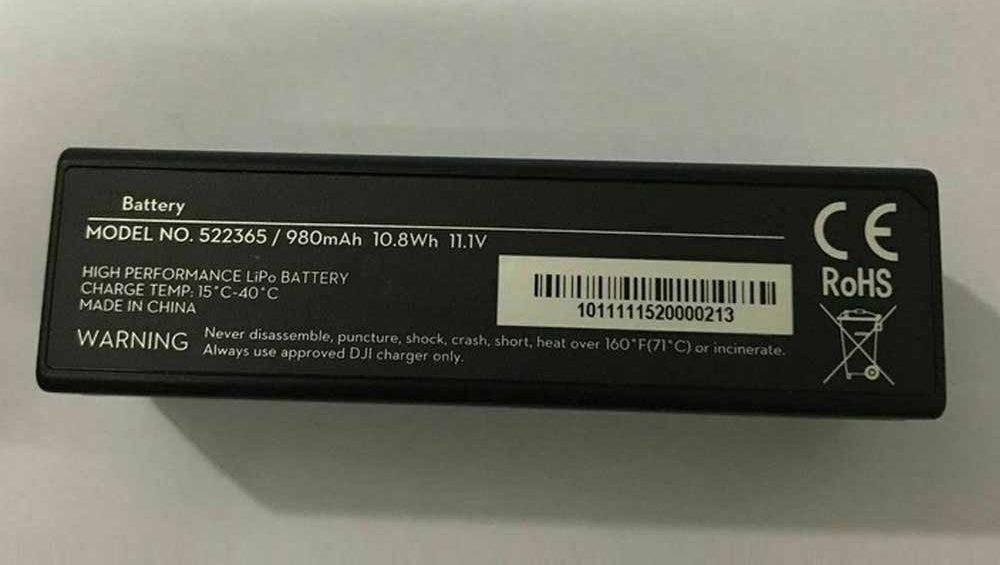 Battery
MODEL NO. 522365 / 980mAh 10.8Wh 11.1V
HIGH PERFORMANCE LiPo BATTERY
CHARGE TEMP: 15°C-40°C
MADE IN CHINA
1011111520000213
WARNING
Never disassemble, puncture, shock, crash, short, heat over 160°F(71°C) or incinerate.
Always use approved DJI charger only.
CE
RoHS